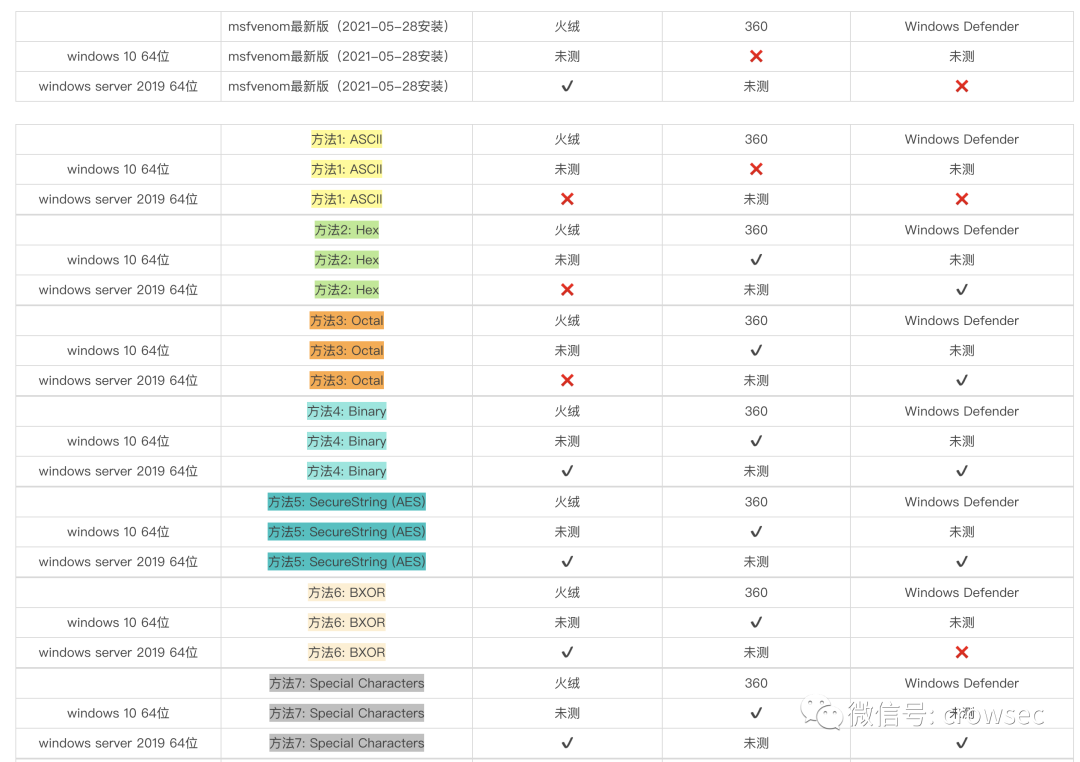 msfvenom最新版（2021-05-28安装） 火绒 360 Windows Defender
windows 10 64位 msfvenom最新版（2021-05-28安装） 未测 ❌ 未测
windows server 2019 64位 msfvenom最新版（2021-05-28安装） ✔ 未测 ❌
方法1: ASCII 火绒 360 Windows Defender
windows 10 64位 方法1: ASCII 未测 ❌ 未测
windows server 2019 64位 方法1: ASCII ❌ 未测 ❌
方法2: Hex 火绒 360 Windows Defender
windows 10 64位 方法2: Hex 未测 ✔ 未测
windows server 2019 64位 方法2: Hex ❌ 未测 ✔
方法3: Octal 火绒 360 Windows Defender
windows 10 64位 方法3: Octal 未测 ✔ 未测
windows server 2019 64位 方法3: Octal ❌ 未测 ✔
方法4: Binary 火绒 360 Windows Defender
windows 10 64位 方法4: Binary 未测 ✔ 未测
windows server 2019 64位 方法4: Binary ✔ 未测 ✔
方法5: SecureString (AES) 火绒 360 Windows Defender
windows 10 64位 方法5: SecureString (AES) 未测 ✔ 未测
windows server 2019 64位 方法5: SecureString (AES) ✔ 未测 ✔
方法6: BXOR 火绒 360 Windows Defender
windows 10 64位 方法6: BXOR 未测 ✔ 未测
windows server 2019 64位 方法6: BXOR ✔ 未测 ❌
方法7: Special Characters 火绒 360 Windows Defender
windows 10 64位 方法7: Special Characters 未测 ✔ 未测
微信号: crowsec
windows server 2019 64位 方法7: Special Characters ✔ 未测 ✔